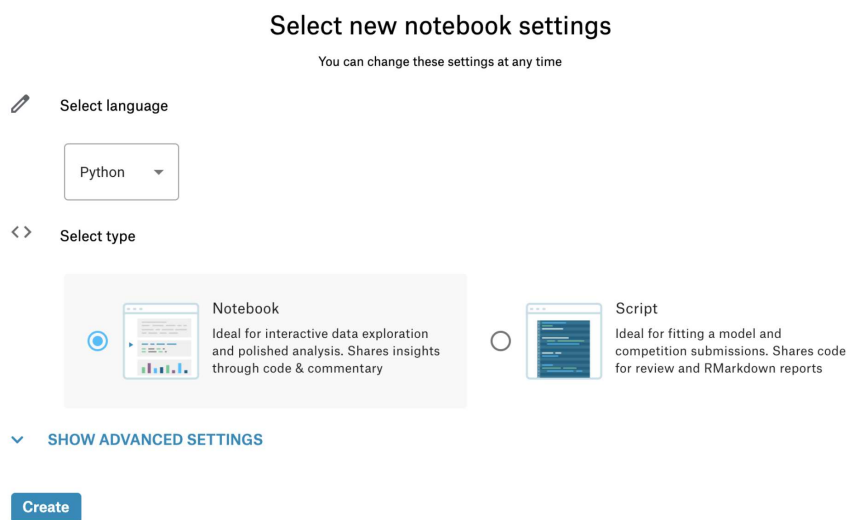 Select new notebook settings
You can change these settings at any time
Select language
Python
Select type
Notebook
Ideal for interactive data exploration
and polished analysis. Shares insights
through code & commentary
Script
Ideal for fitting a model and
competition submissions. Shares code
for review and RMarkdown reports
SHOW ADVANCED SETTINGS
Create